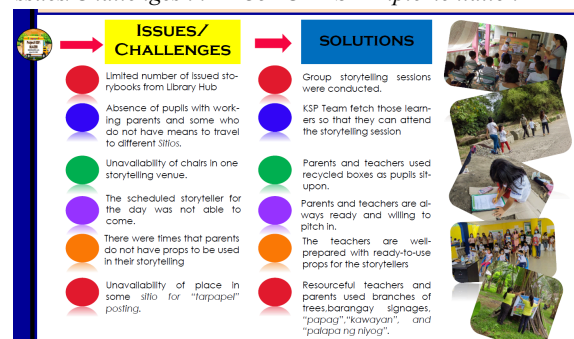 ISSUES/
CHALLENGES
Limited number of issued sto-
rybooks from Library Hub
Absence of pupils with work-
ing parents and some who
do not have means to travel
to different Sitios.
Unavailability of chairs in one
storytelling venue.
The scheduled storyteller for
the day was not able to
come.
There were times that parents
do not have props to be used
in their storytelling
Unavailability of place in
some sitio for “tarpapel”
posting.
SOLUTIONS
Group storytelling sessions
were conducted.
KSP Team fetch those learn-
ers so that they can attend
the storytelling session
Parents and teachers used
recycled boxes as pupils sit-
upon.
Parents and teachers are al-
ways ready and willing to
pitch in.
The teachers are well-
prepared with ready-to-use
props for the storytellers
Resourceful teachers and
parents used branches of
trees,barangay signages,
“papag”,“kawayan”, and
“palapa ng niyog”.